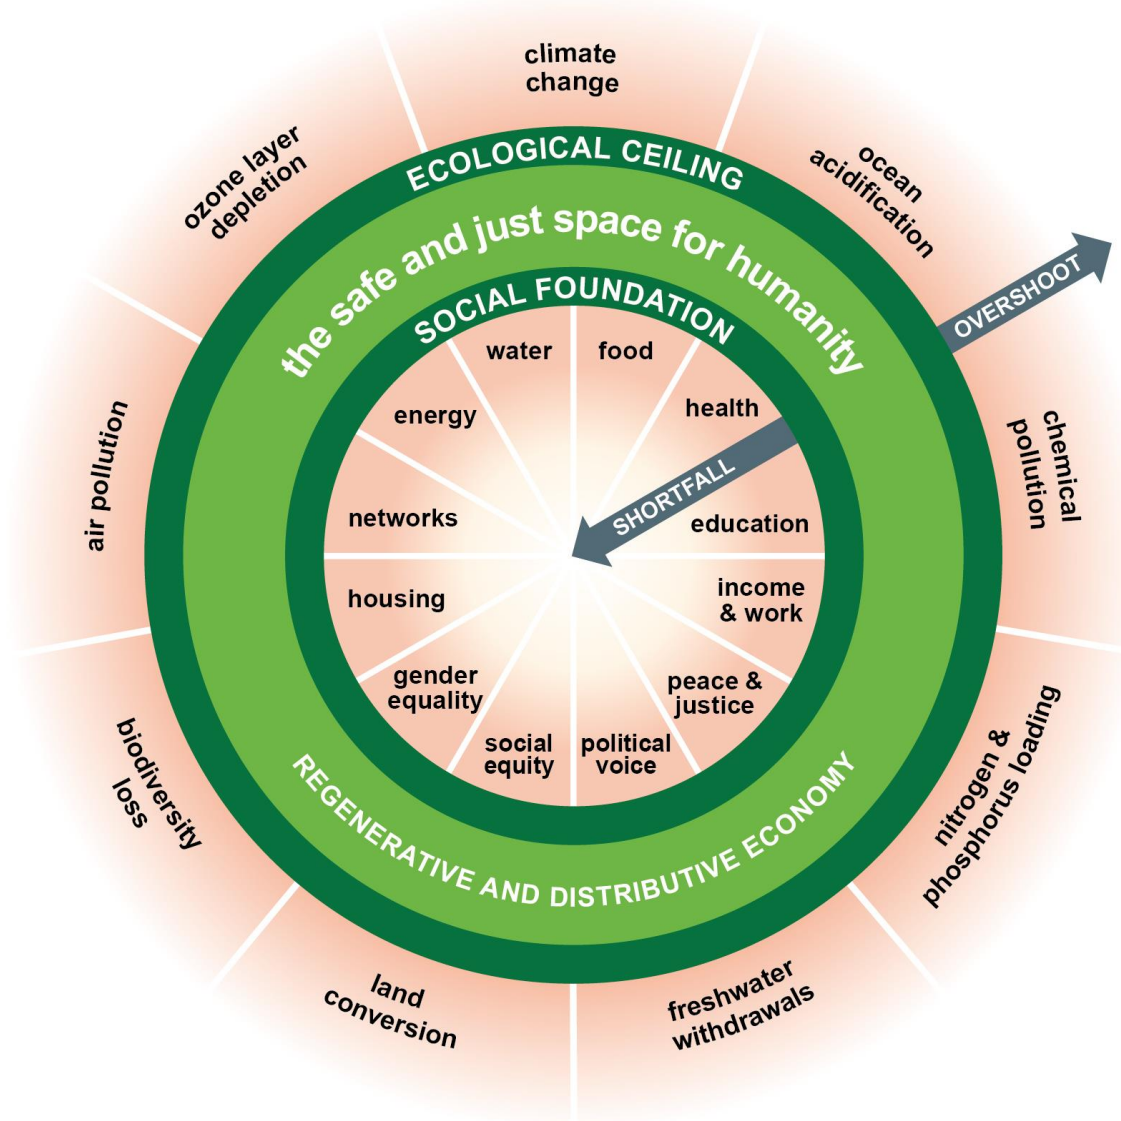 climate
change
ocean
acidification
OVERSHOOT
chemical
pollution
nitrogen &
phosphorus loading
freshwater
withdrawals
land
conversion
biodiversity
loss
air pollution
ozone layer
depletion
ECOLOGICAL CEILING
the safe and just space for humanity
SOCIAL FOUNDATION
water
food
health
SHORTFALL
education
income
& work
peace &
justice
political
voice
social
equity
gender
equality
housing
networks
energy
REGENERATIVE AND DISTRIBUTIVE ECONOMY